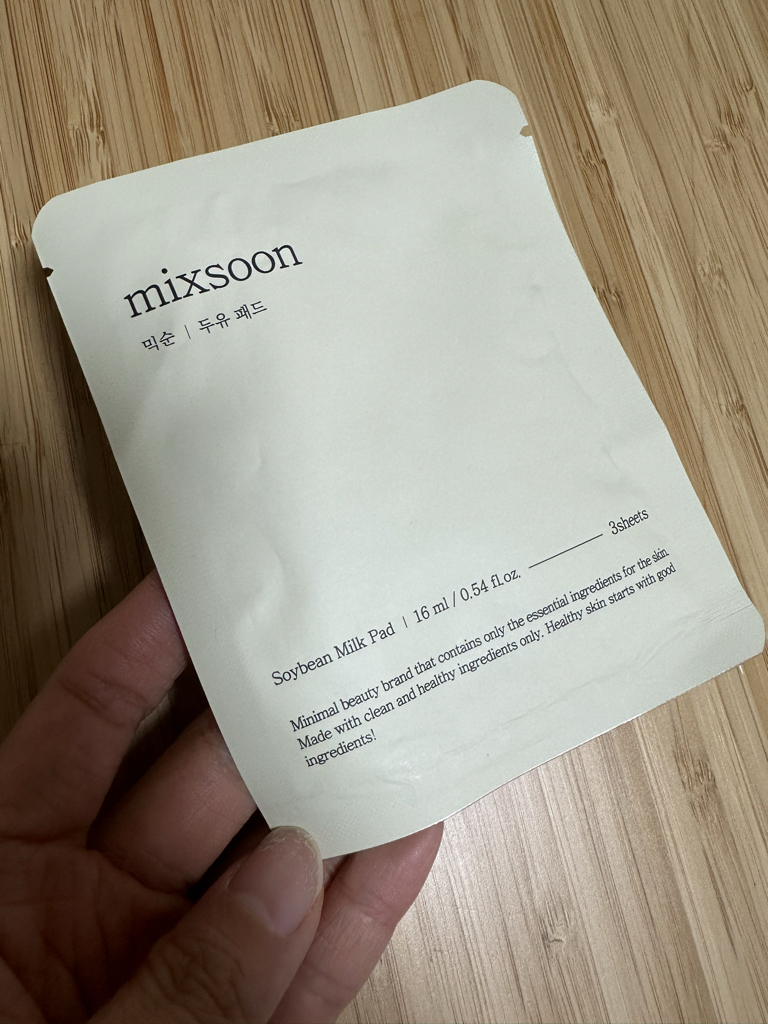 mixsoon
믹순 | 두유 패드
Soybean Milk Pad | 16 ml / 0.54 fl.oz. 3sheets
Minimal beauty brand that contains only the essential ingredients for the skin.
Made with clean and healthy ingredients only. Healthy skin starts with good
ingredients!